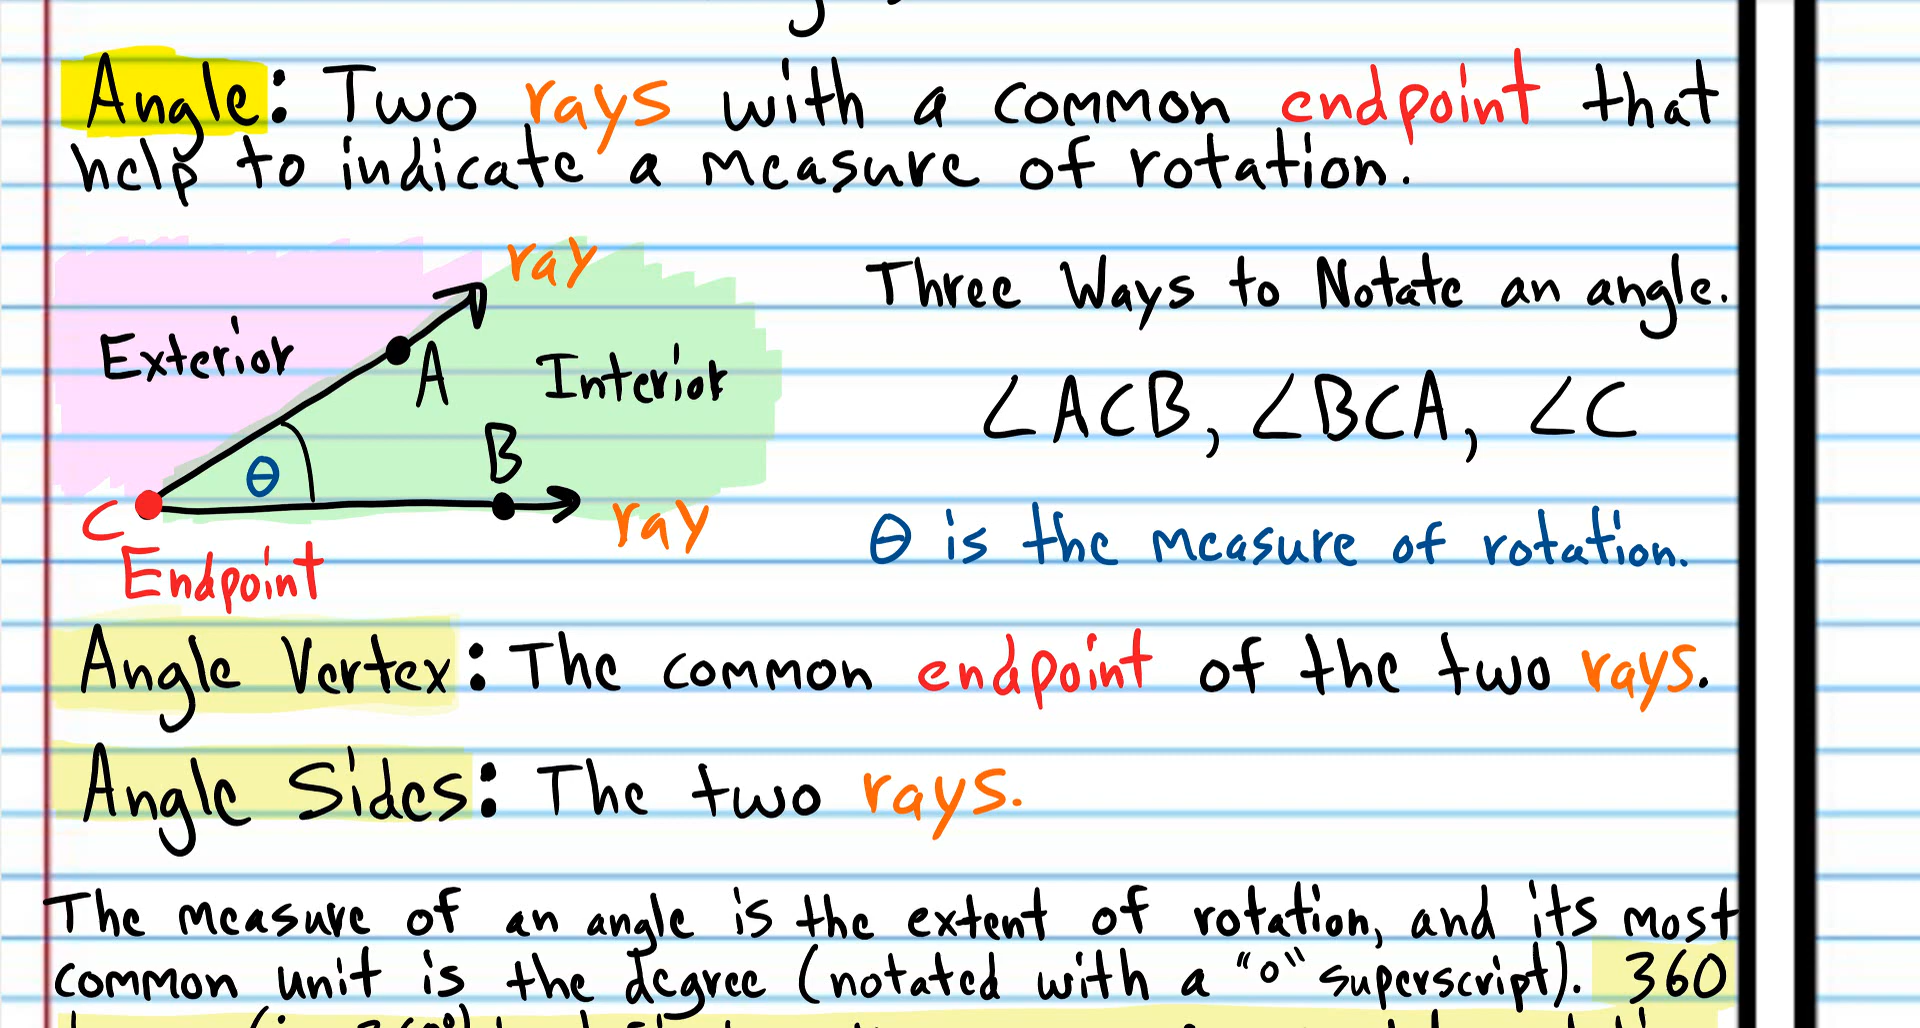 Angle: Two rays with a common endpoint that
help to indicate a measure of rotation.
ray
Three Ways to Notate an angle.
Exterior
A
Interior
∠ACB, ∠BCA, ∠C
B
θ
C
ray
θ is the measure of rotation.
Endpoint
Angle Vertex: The common endpoint of the two rays.
Angle Sides: The two rays.
The measure of an angle is the extent of rotation, and its most
common unit is the degree (notated with a "o" superscript). 360